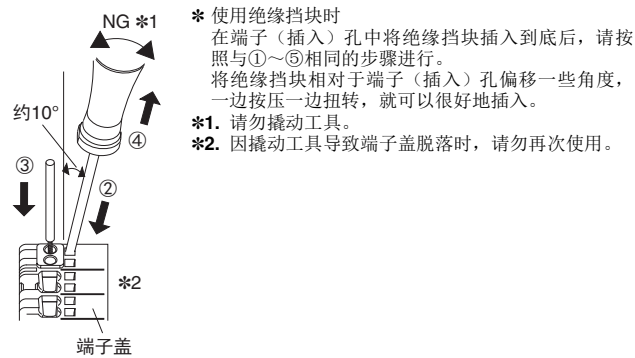 NG ✽1
约10°
④
③
②
✽2
端子盖
✽ 使用绝缘挡块时
在端子（插入）孔中将绝缘挡块插入到底后，请按
照与①～⑤相同的步骤进行。
将绝缘挡块相对于端子（插入）孔偏移一些角度，
一边按压一边扭转，就可以很好地插入。
✽1. 请勿撬动工具。
✽2. 因撬动工具导致端子盖脱落时，请勿再次使用。